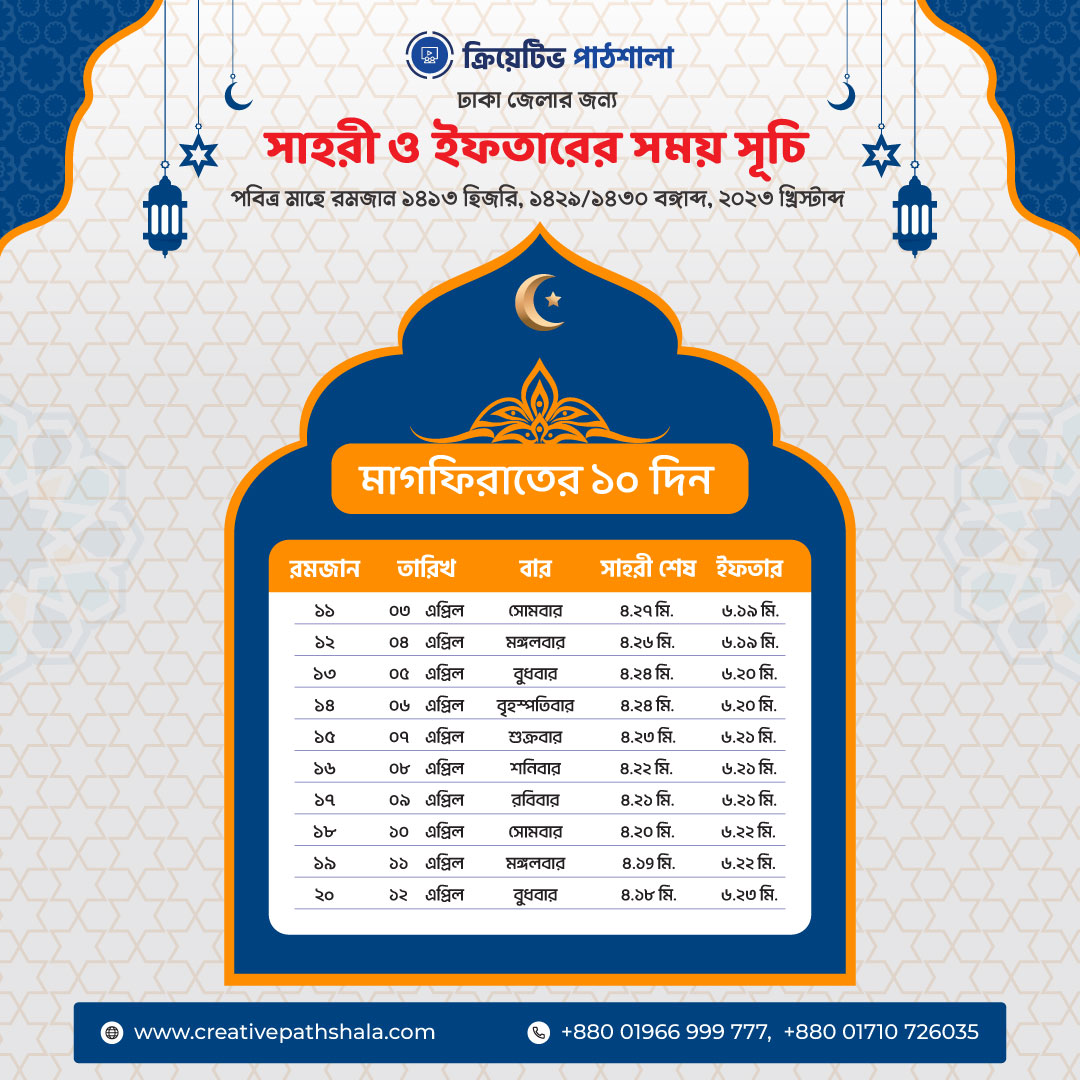 ক্রিয়েটিভ পাঠশালা
ঢাকা জেলার জন্য
সাহরী ও ইফতারের সময় সূচি
পবিত্র মাহে রমজান ১৪১৩ হিজরি, ১৪২৯/১৪৩০ বঙ্গাব্দ, ২০২৩ খ্রিস্টাব্দ
মাগফিরাতের ১০ দিন
রমজান তারিখ বার সাহরী শেষ ইফতার
১১ ০৩ এপ্রিল সোমবার ৪.২৭ মি. ৬.১৯ মি.
১২ ০৪ এপ্রিল মঙ্গলবার ৪.২৬ মি. ৬.১৯ মি.
১৩ ০৫ এপ্রিল বুধবার ৪.২৪ মি. ৬.২০ মি.
১৪ ০৬ এপ্রিল বৃহস্পতিবার ৪.২৪ মি. ৬.২০ মি.
১৫ ০৭ এপ্রিল শুক্রবার ৪.২৩ মি. ৬.২১ মি.
১৬ ০৮ এপ্রিল শনিবার ৪.২২ মি. ৬.২১ মি.
১৭ ০৯ এপ্রিল রবিবার ৪.২১ মি. ৬.২১ মি.
১৮ ১০ এপ্রিল সোমবার ৪.২০ মি. ৬.২২ মি.
১৯ ১১ এপ্রিল মঙ্গলবার ৪.১৯ মি. ৬.২২ মি.
২০ ১২ এপ্রিল বুধবার ৪.১৮ মি. ৬.২৩ মি.
www.creativepathshala.com +880 01966 999 777, +880 01710 726035